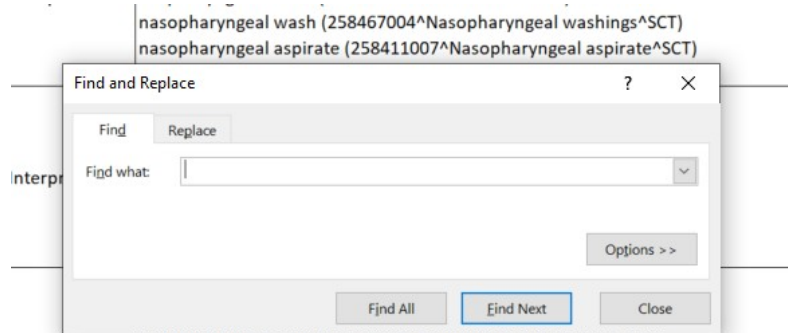 nasopharyngeal wash (258467004^Nasopharyngeal washings^SCT)
nasopharyngeal aspirate (258411007^Nasopharyngeal aspirate^SCT)
Find and Replace ? ×
Find Replace
Interpr
Find what:
Options >>
Find All Find Next Close